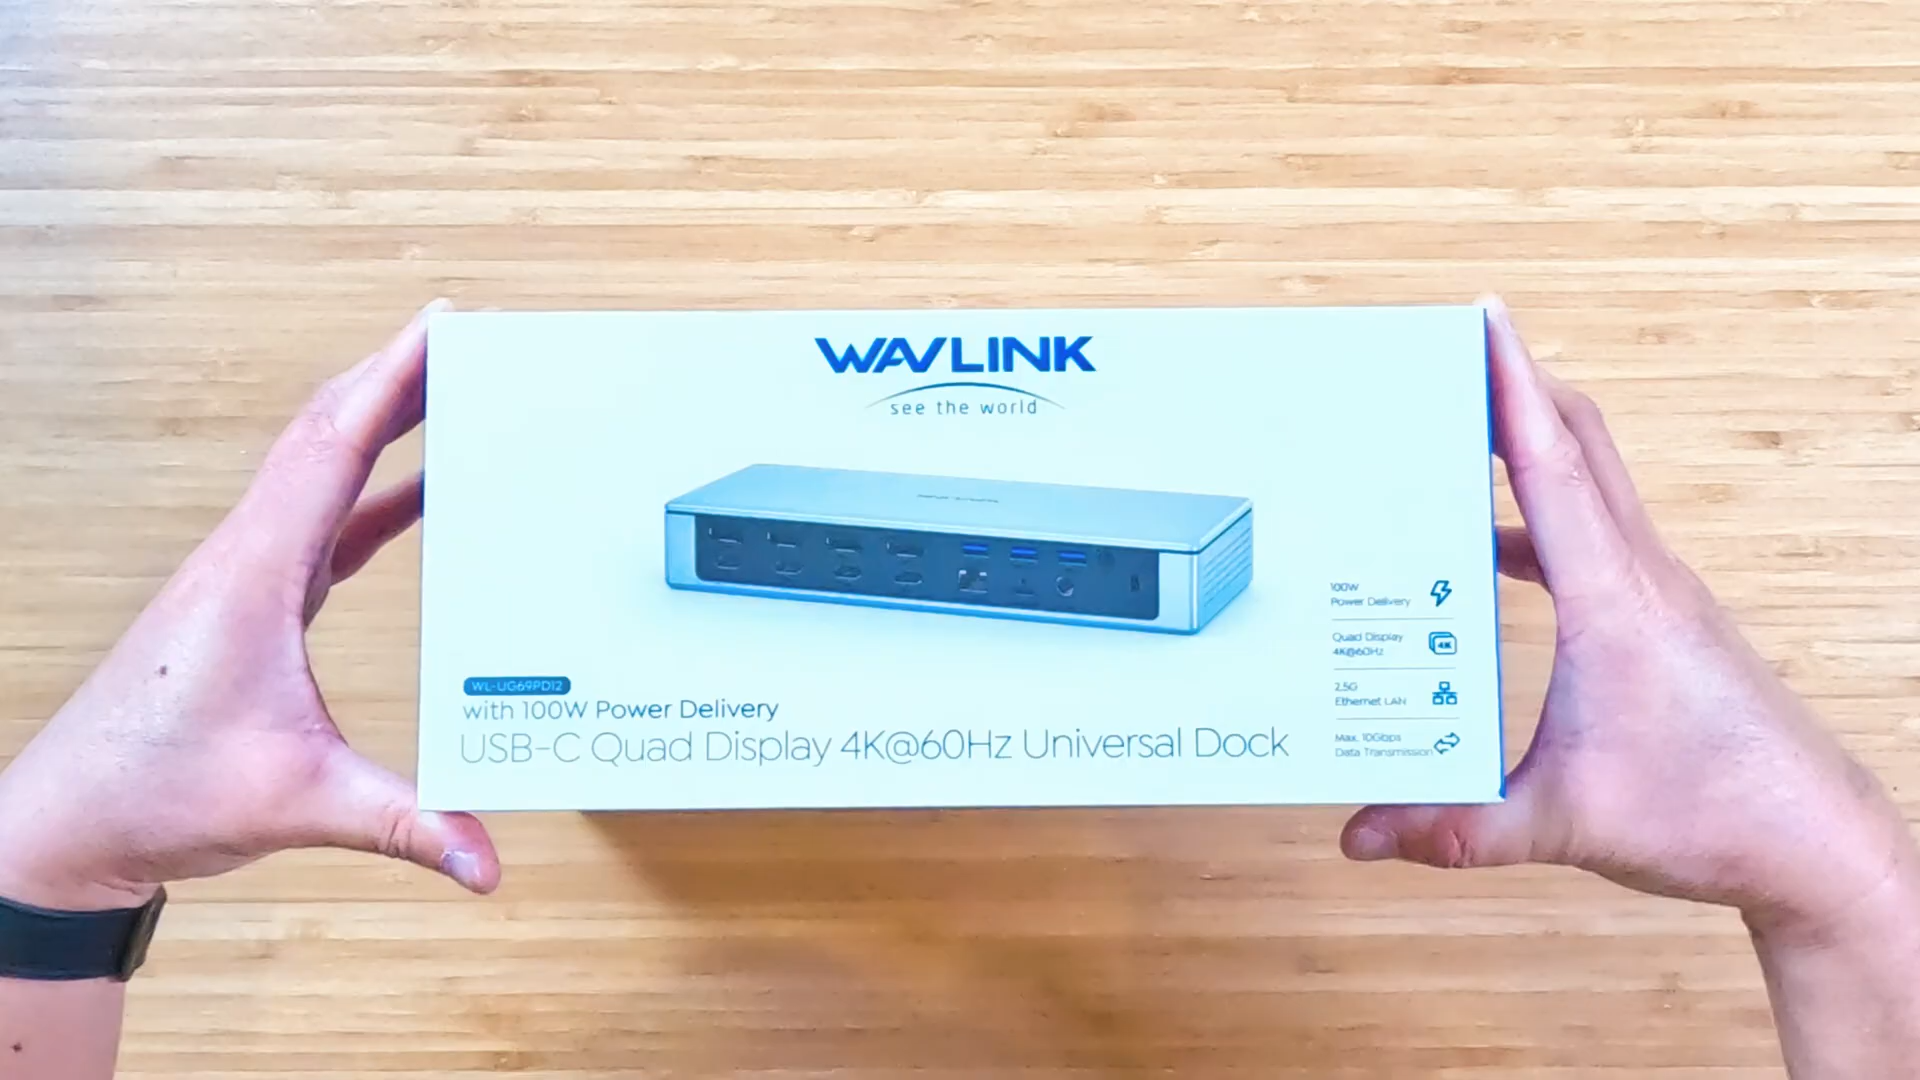 WAVLINK
see the world
WL-UG69PD12
with 100W Power Delivery
USB-C Quad Display 4K@60Hz Universal Dock
100W
Power Delivery
Quad Display
4K@60Hz
4K
2.5G
Ethernet LAN
Max. 10Gbps
Data Transmission